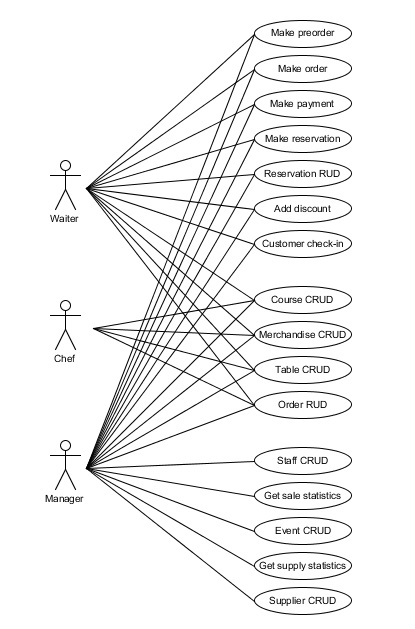 Make preorder
Make order
Make payment
Make reservation
Reservation RUD
Waiter
Add discount
Customer check-in
Course CRUD
Merchandise CRUD
Chef
Table CRUD
Order RUD
Staff CRUD
Manager
Get sale statistics
Event CRUD
Get supply statistics
Supplier CRUD